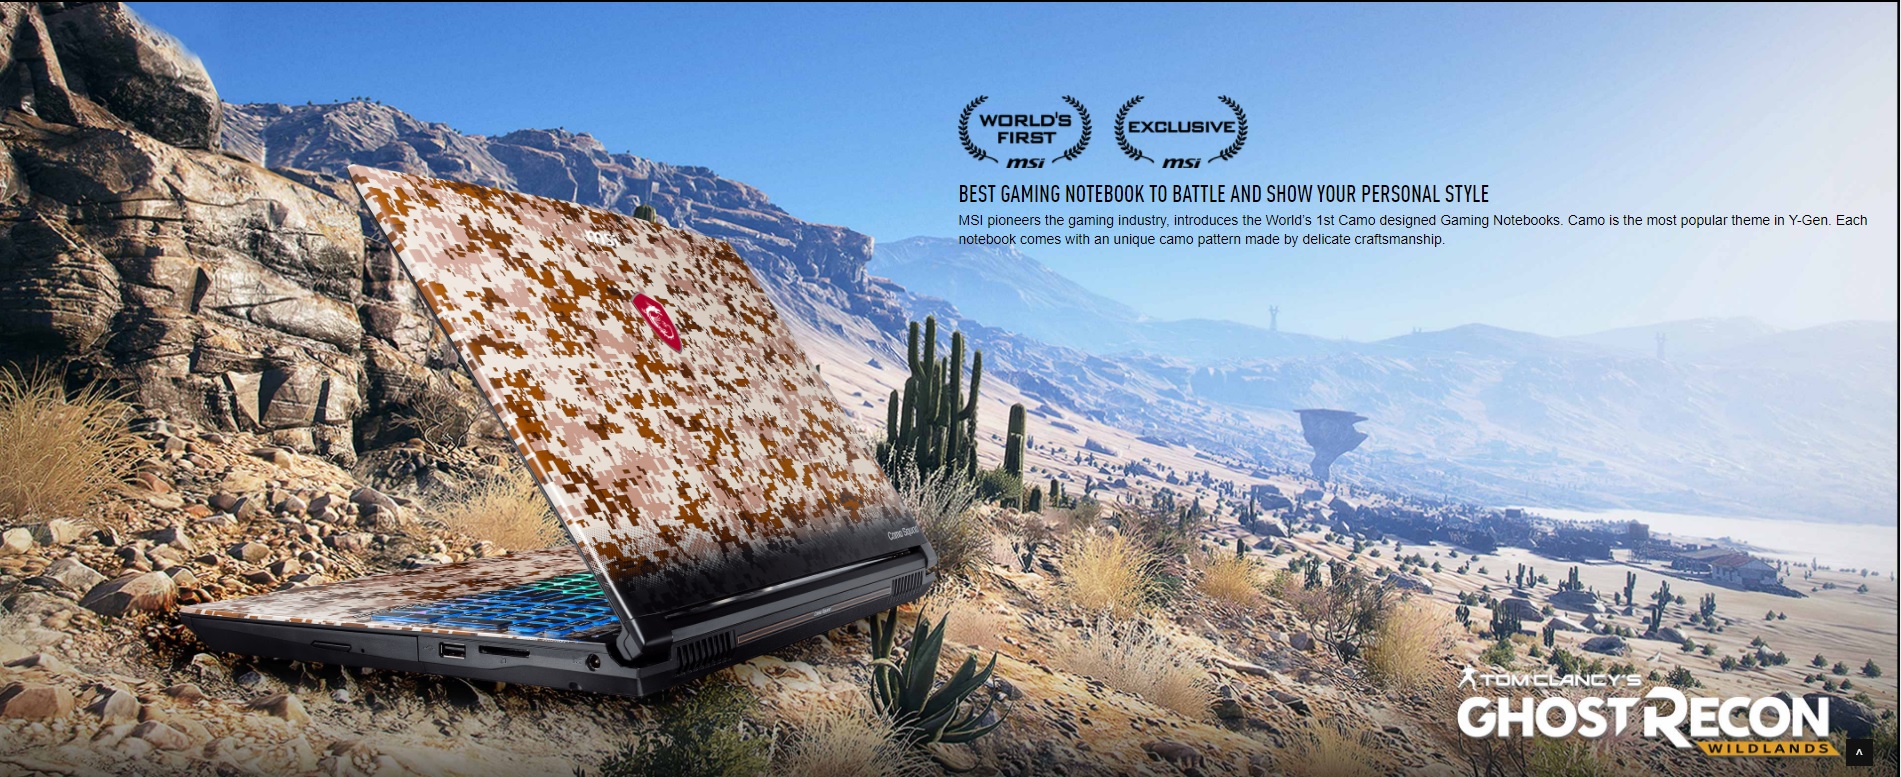 WORLD'S
FIRST
msi
EXCLUSIVE
msi
BEST GAMING NOTEBOOK TO BATTLE AND SHOW YOUR PERSONAL STYLE
MSI pioneers the gaming industry, introduces the World's 1st Camo designed Gaming Notebooks. Camo is the most popular theme in Y-Gen. Each
notebook comes with an unique camo pattern made by delicate craftsmanship.
msi
Camo Squad
TOM CLANCY'S
GHOST RECON
WILDLANDS